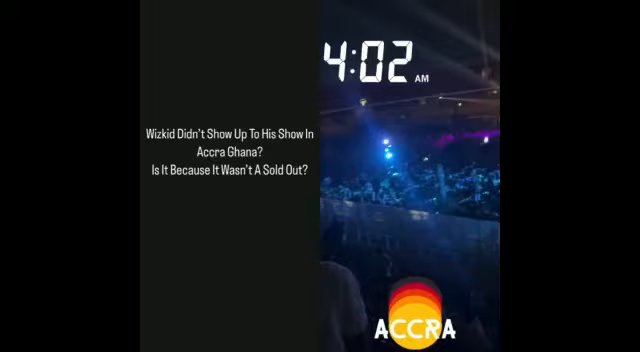 Wizkid Didn't Show Up To His Show In
Accra Ghana?
Is It Because It Wasn't A Sold Out?
4:02 AM
ACCRA